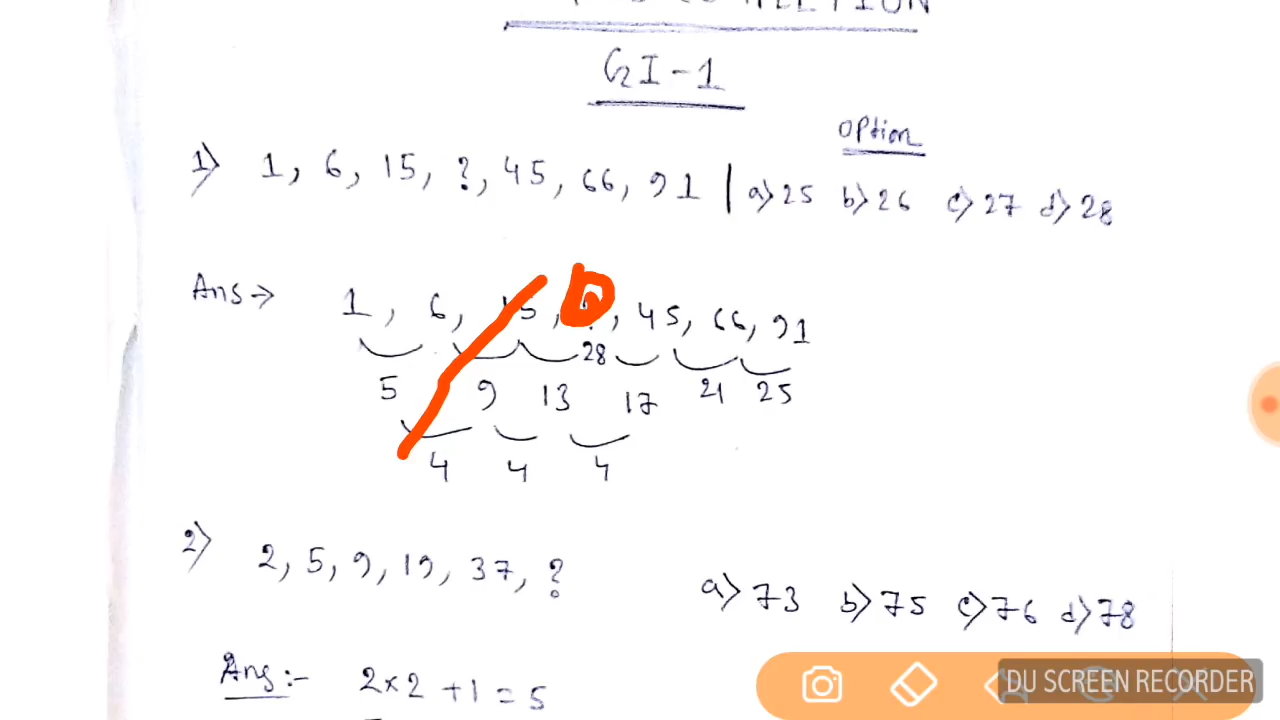 G I - 1
Option
1) 1, 6, 15, ?, 45, 66, 91 | a) 25 b) 26 c) 27 d) 28
Ans → 1, 6, 15, ?, 45, 66, 91
28
5 9 13 17 21 25
4 4 4
2) 2, 5, 9, 19, 37, ?
a) 73 b) 75 c) 76 d) 78
Ans :- 2×2 +1 = 5
DU SCREEN RECORDER